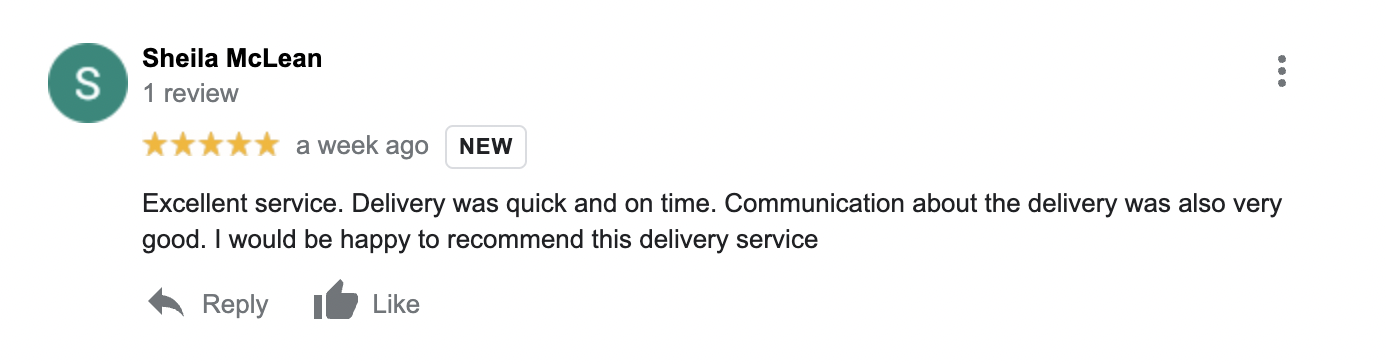 S
Sheila McLean
1 review
a week ago NEW
Excellent service. Delivery was quick and on time. Communication about the delivery was also very
good. I would be happy to recommend this delivery service
Reply Like